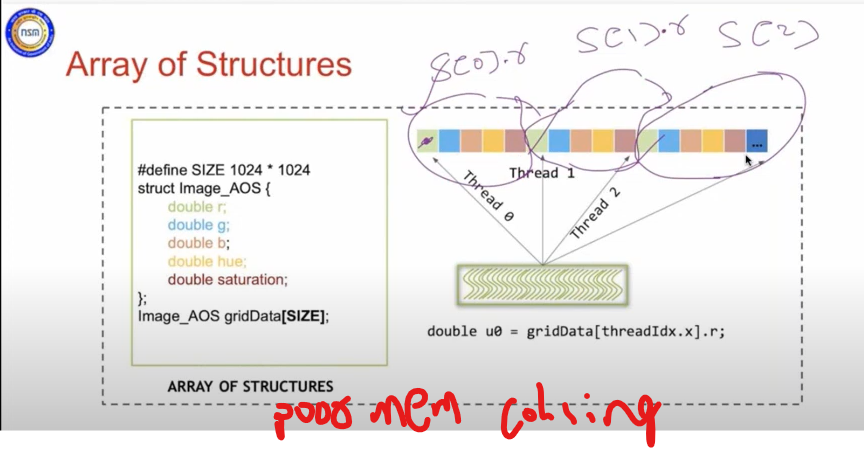 nsm
Array of Structures
S(0).r
S(1).r
S(2)
#define SIZE 1024 * 1024
struct Image_AOS {
double r;
double g;
double b;
double hue;
double saturation;
};
Image_AOS gridData[SIZE];
ARRAY OF STRUCTURES
...
Thread 0
Thread 1
Thread 2
double u0 = gridData[threadIdx.x].r;
poor mem